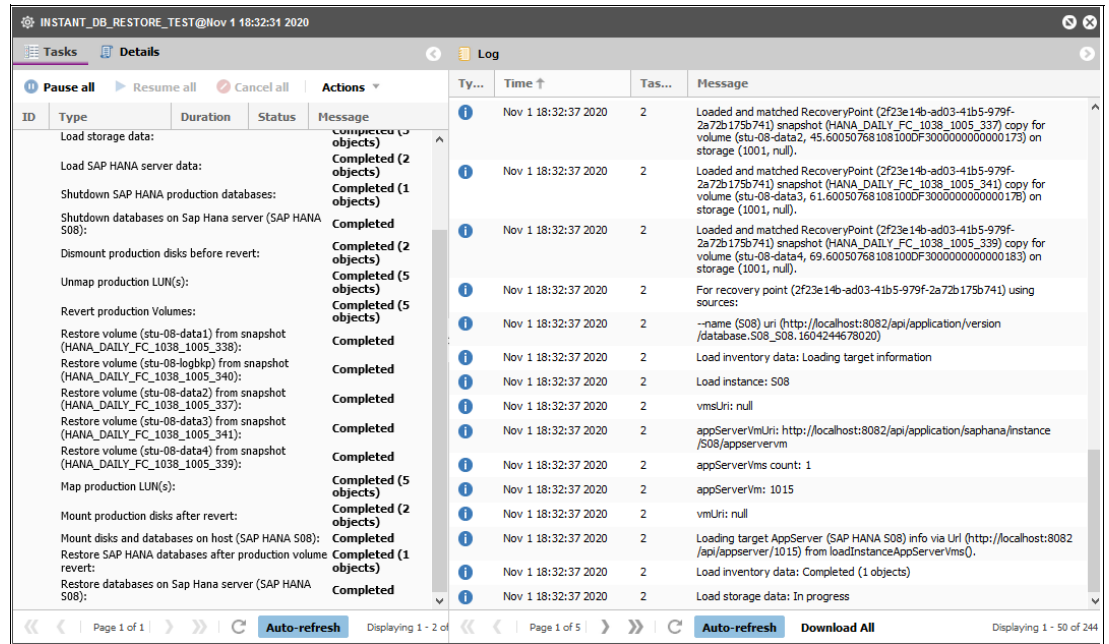 INSTANT_DB_RESTORE_TEST@Nov 1 18:32:31 2020
Tasks Details
Pause all Resume all Cancel all Actions
ID Type Duration Status Message
Load storage data: Completed (5
objects)
Load SAP HANA server data: Completed (2
objects)
Shutdown SAP HANA production databases: Completed (1
objects)
Shutdown databases on Sap Hana server (SAP HANA
S08): Completed
Dismount production disks before revert: Completed (2
objects)
Unmap production LUN(s): Completed (5
objects)
Revert production Volumes: Completed (5
objects)
Restore volume (stu-08-data1) from snapshot
(HANA_DAILY_FC_1038_1005_338): Completed
Restore volume (stu-08-logbkp) from snapshot
(HANA_DAILY_FC_1038_1005_340): Completed
Restore volume (stu-08-data2) from snapshot
(HANA_DAILY_FC_1038_1005_337): Completed
Restore volume (stu-08-data3) from snapshot
(HANA_DAILY_FC_1038_1005_341): Completed
Restore volume (stu-08-data4) from snapshot
(HANA_DAILY_FC_1038_1005_339): Completed
Map production LUN(s): Completed (5
objects)
Mount production disks after revert: Completed (2
objects)
Mount disks and databases on host (SAP HANA S08): Completed
Restore SAP HANA databases after production volume Completed (1
revert: objects)
Restore databases on Sap Hana server (SAP HANA
S08): Completed
Page 1 of 1 Auto-refresh Displaying 1 - 2 of
Log
Ty... Time Tas... Message
Nov 1 18:32:37 2020 2 Loaded and matched RecoveryPoint (2f23e14b-ad03-41b5-979f-
2a72b175b741) snapshot (HANA_DAILY_FC_1038_1005_337) copy for
volume (stu-08-data2, 45.60050768108100DF3000000000000173) on
storage (1001, null).
Nov 1 18:32:37 2020 2 Loaded and matched RecoveryPoint (2f23e14b-ad03-41b5-979f-
2a72b175b741) snapshot (HANA_DAILY_FC_1038_1005_341) copy for
volume (stu-08-data3, 61.60050768108100DF300000000000017B) on
storage (1001, null).
Nov 1 18:32:37 2020 2 Loaded and matched RecoveryPoint (2f23e14b-ad03-41b5-979f-
2a72b175b741) snapshot (HANA_DAILY_FC_1038_1005_339) copy for
volume (stu-08-data4, 69.60050768108100DF3000000000000183) on
storage (1001, null).
Nov 1 18:32:37 2020 2 For recovery point (2f23e14b-ad03-41b5-979f-2a72b175b741) using
sources:
Nov 1 18:32:37 2020 2 --name (S08) uri (http://localhost:8082/api/application/version
/database.S08_S08.1604244678020)
Nov 1 18:32:37 2020 2 Load inventory data: Loading target information
Nov 1 18:32:37 2020 2 Load instance: S08
Nov 1 18:32:37 2020 2 vmsUri: null
Nov 1 18:32:37 2020 2 appServerVmUri: http://localhost:8082/api/application/saphana/instance
/S08/appservervm
Nov 1 18:32:37 2020 2 appServerVms count: 1
Nov 1 18:32:37 2020 2 appServerVm: 1015
Nov 1 18:32:37 2020 2 vmUri: null
Nov 1 18:32:37 2020 2 Loading target AppServer (SAP HANA S08) info via Url (http://localhost:8082
/api/appserver/1015) from loadInstanceAppServerVms().
Nov 1 18:32:37 2020 2 Load inventory data: Completed (1 objects)
Nov 1 18:32:37 2020 2 Load storage data: In progress
Page 1 of 5 Auto-refresh Download All Displaying 1 - 50 of 244